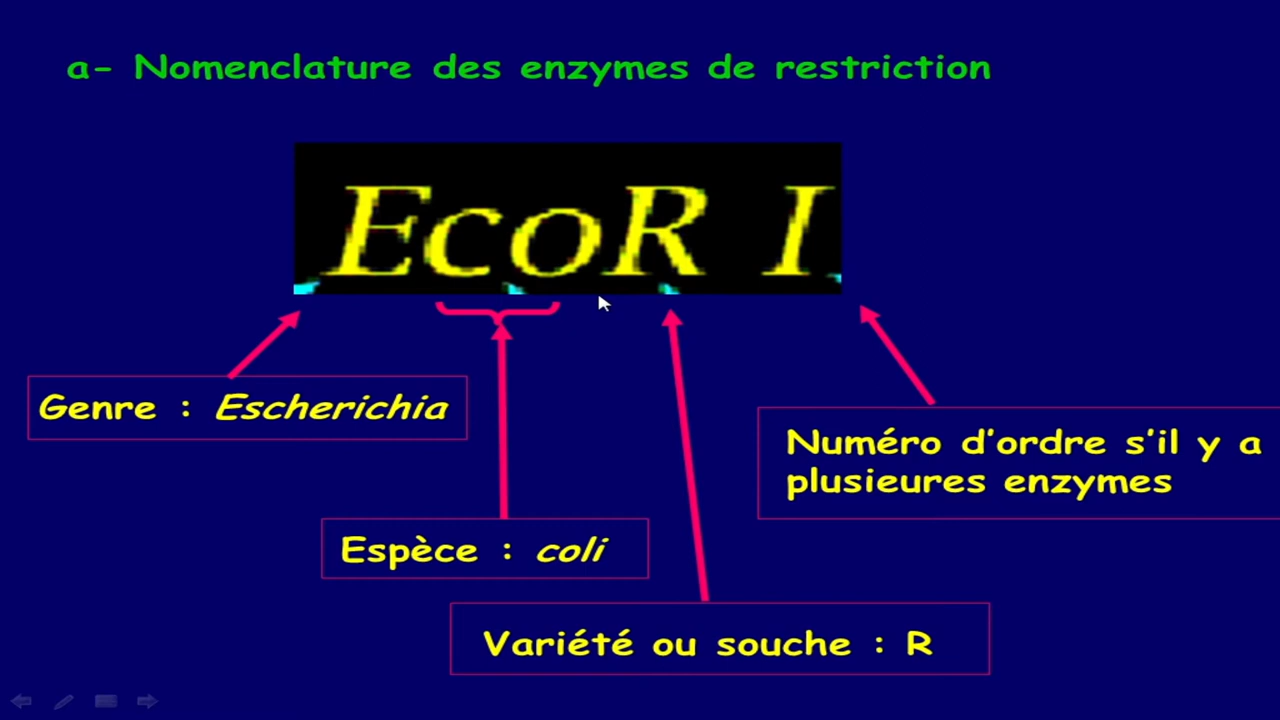 a- Nomenclature des enzymes de restriction
EcoR I
Genre : Escherichia
Numéro d'ordre s'il y a
plusieures enzymes
Espèce : coli
Variété ou souche : R